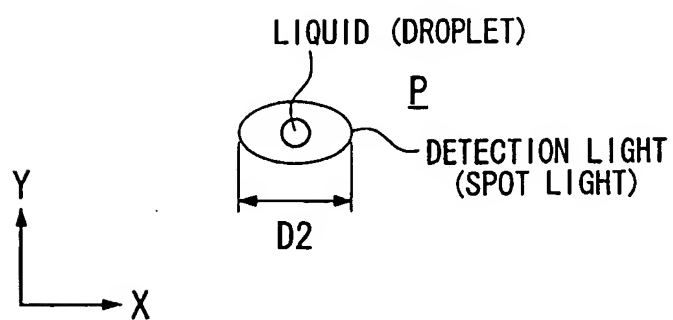 LIQUID (DROPLET)
P
DETECTION LIGHT
(SPOT LIGHT)
D2
Y
X